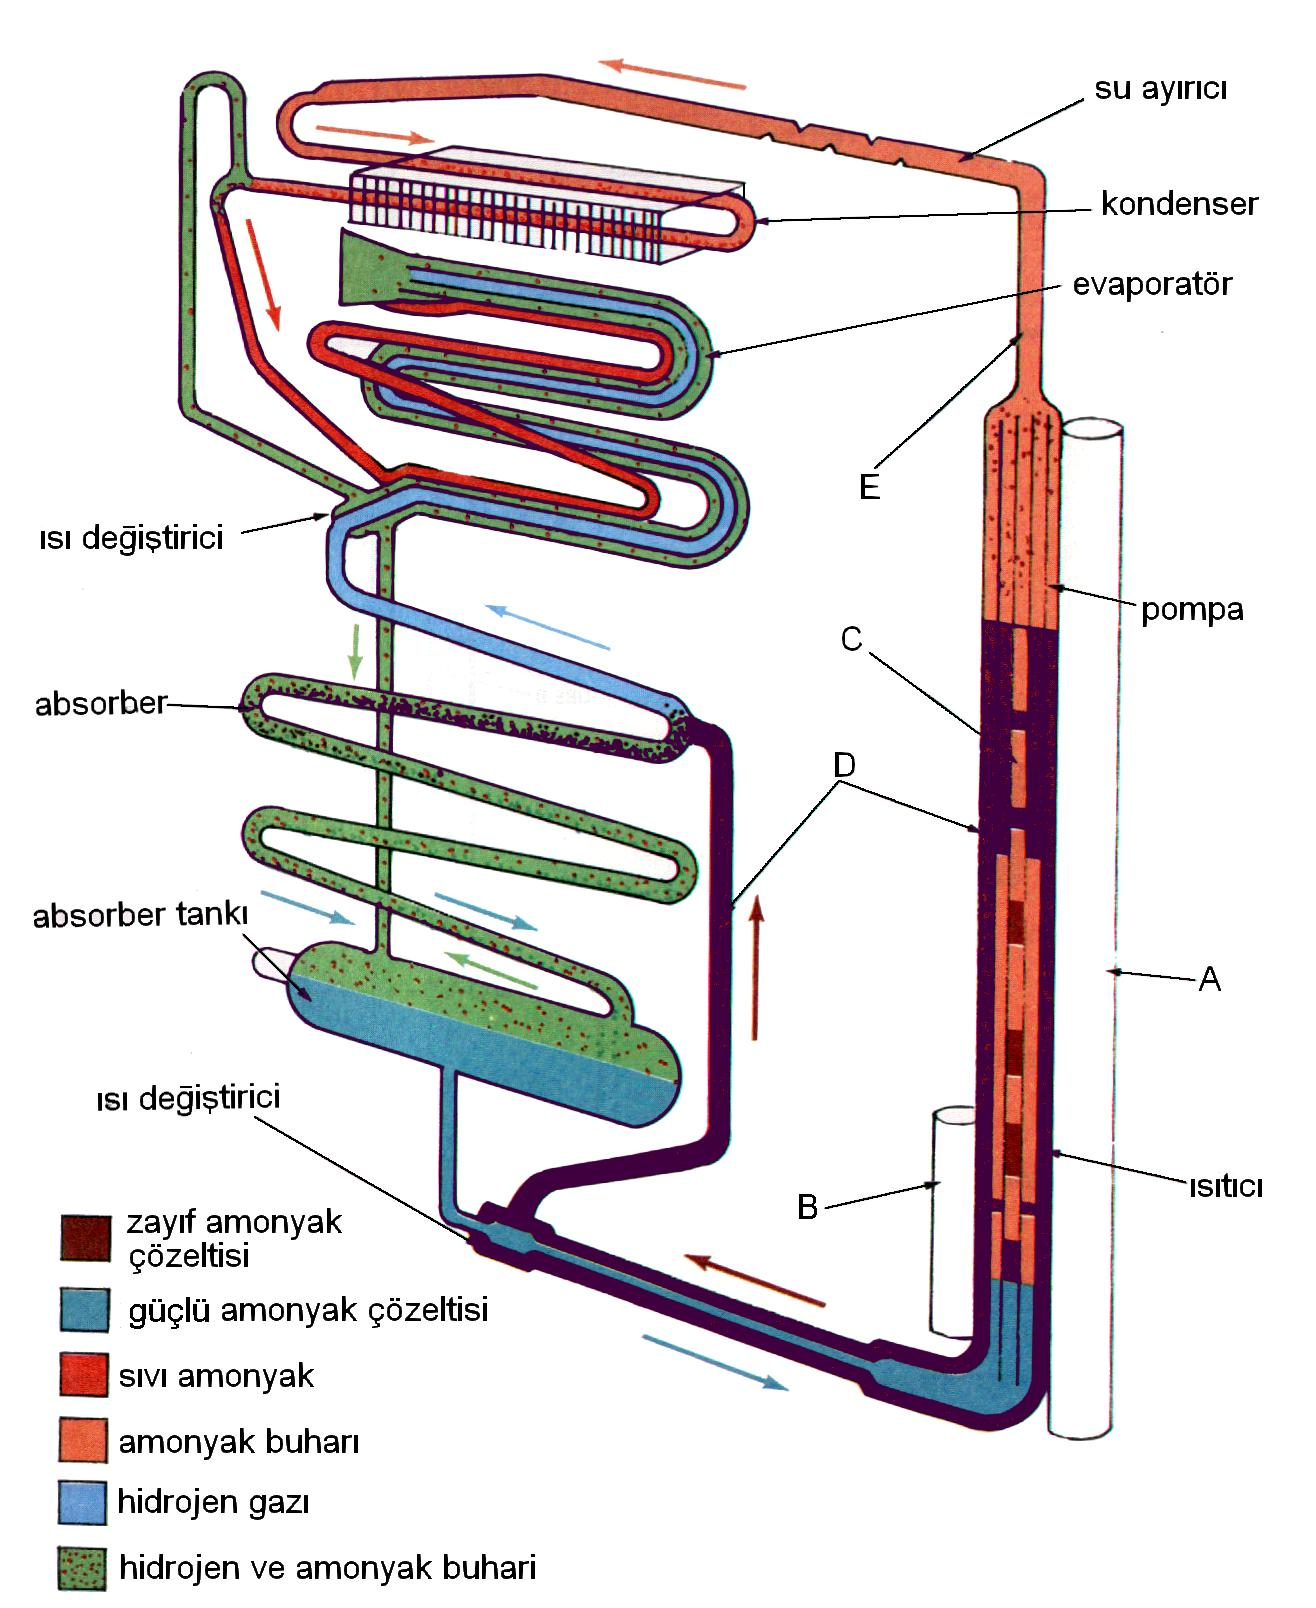 su ayırıcı
kondenser
evaporatör
E
ısı değiştirici
pompa
C
absorber
D
absorber tankı
A
ısı değiştirici
B
ısıtıcı
zayıf amonyak
çözeltisi
güçlü amonyak çözeltisi
sıvı amonyak
amonyak buharı
hidrojen gazı
hidrojen ve amonyak buhari